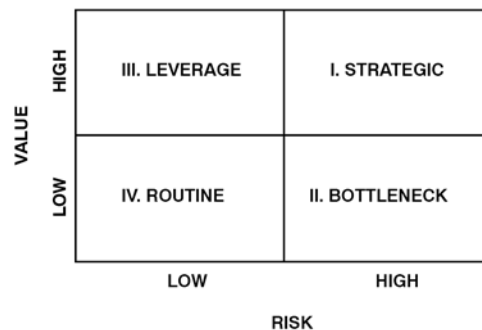 HIGH
III. LEVERAGE
I. STRATEGIC
VALUE
LOW
IV. ROUTINE
II. BOTTLENECK
LOW
HIGH
RISK